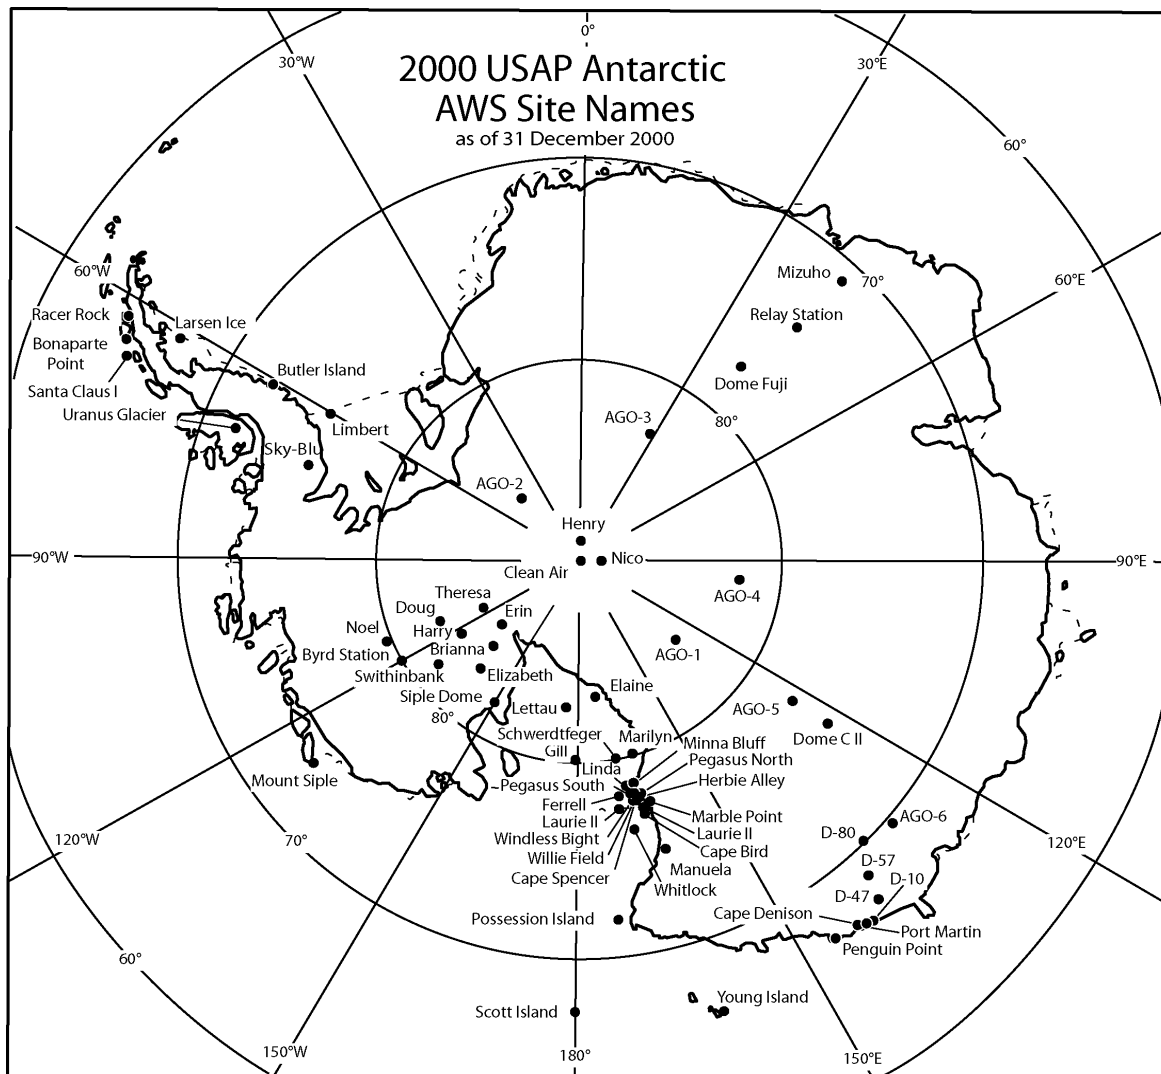 0°
30°W
2000 USAP Antarctic
AWS Site Names
as of 31 December 2000
30°E
60°
60°W
Mizuho
70°
60°E
Racer Rock
Larsen Ice
Relay Station
Bonaparte
Point
Butler Island
Dome Fuji
Santa Claus I
Uranus Glacier
Limbert
AGO-3
80°
Sky-Blu
AGO-2
Henry
90°W
Clean Air
Nico
90°E
Theresa
AGO-4
Doug
Erin
Noel
Harry
Byrd Station
Brianna
AGO-1
Swithinbank
Elizabeth
Siple Dome
Elaine
80°
Lettau
AGO-5
Schwerdtfeger
Marilyn
Dome C II
Gill
Minna Bluff
Linda
Pegasus North
Mount Siple
Pegasus South
Herbie Alley
Ferrell
Marble Point
Laurie II
Laurie II
AGO-6
120°W
70°
Windless Bight
Cape Bird
D-80
120°E
Willie Field
Manuela
D-57
Cape Spencer
Whitlock
D-10
D-47
Possession Island
Cape Denison
Port Martin
60°
Penguin Point
Scott Island
Young Island
150°W
180°
150°E